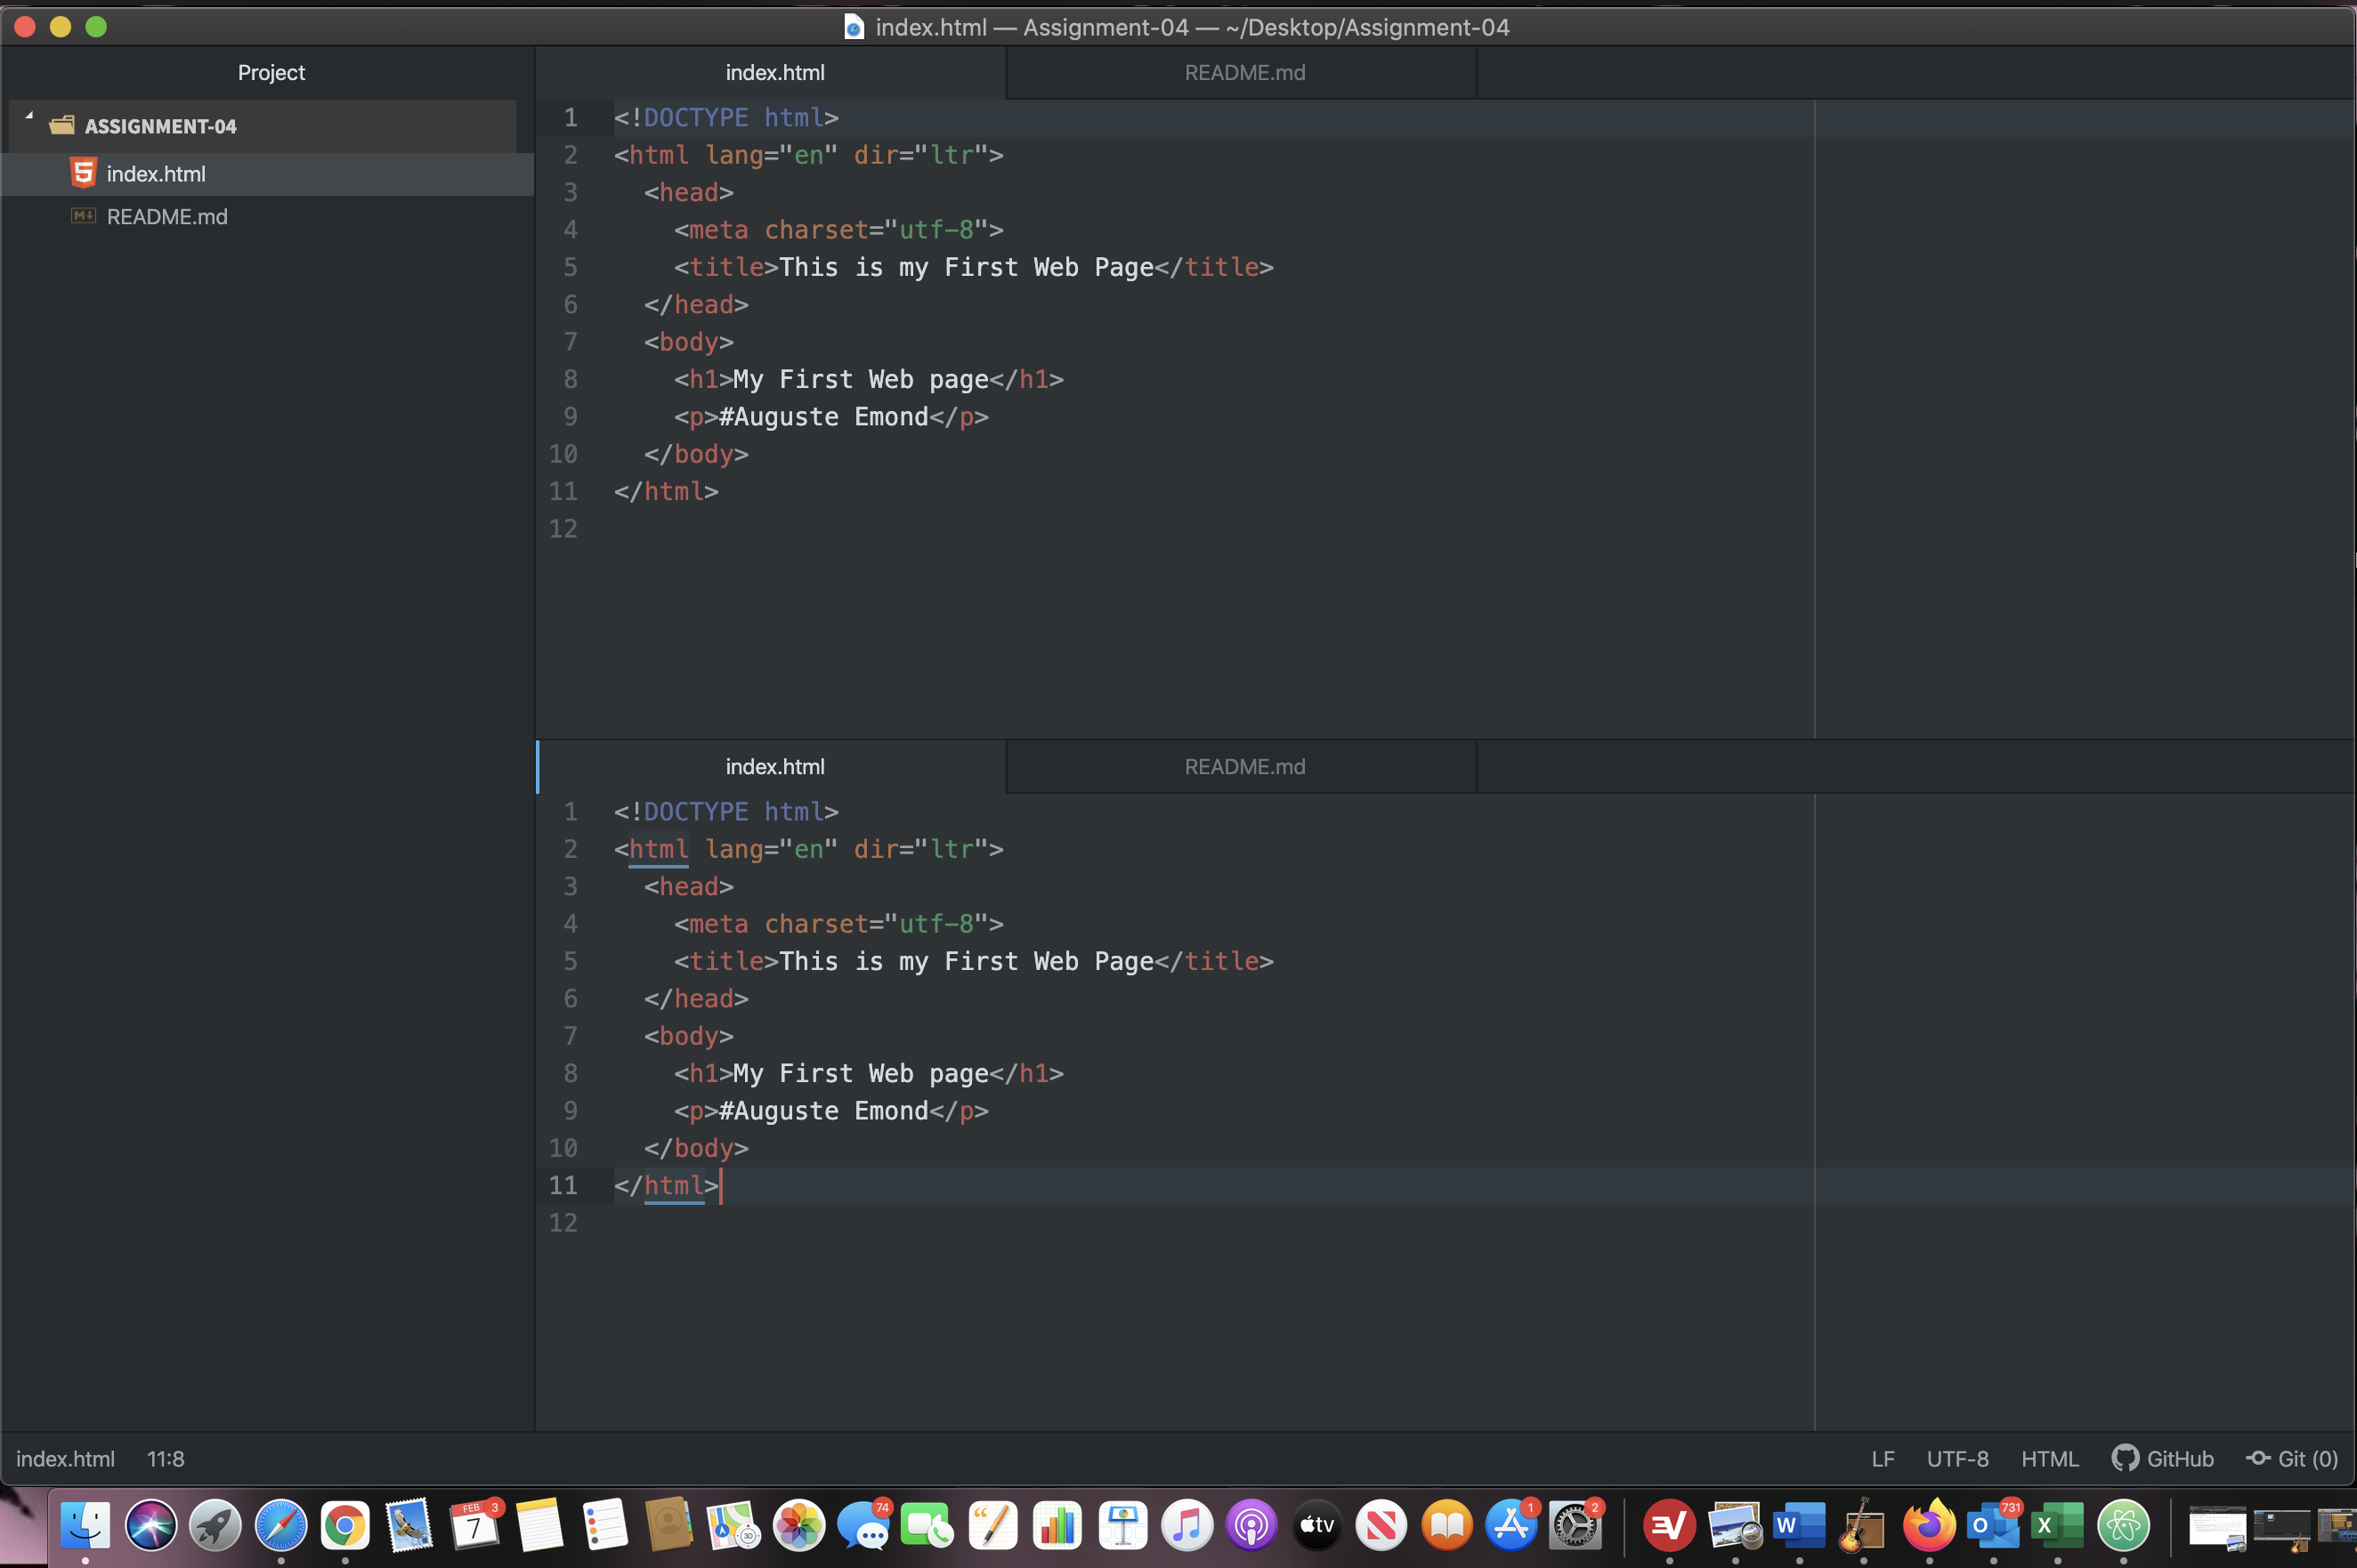 index.html — Assignment-04 — ~/Desktop/Assignment-04
Project
ASSIGNMENT-04
index.html
README.md
index.html
README.md
1 <!DOCTYPE html>
2 <html lang="en" dir="ltr">
3 <head>
4 <meta charset="utf-8">
5 <title>This is my First Web Page</title>
6 </head>
7 <body>
8 <h1>My First Web page</h1>
9 <p>#Auguste Emond</p>
10 </body>
11 </html>
12
index.html
README.md
1 <!DOCTYPE html>
2 <html lang="en" dir="ltr">
3 <head>
4 <meta charset="utf-8">
5 <title>This is my First Web Page</title>
6 </head>
7 <body>
8 <h1>My First Web page</h1>
9 <p>#Auguste Emond</p>
10 </body>
11 </html>
12
index.html 11:8 LF UTF-8 HTML GitHub Git (0)
FEB 7 3 3D 74 tv 1 2 W O 731 X